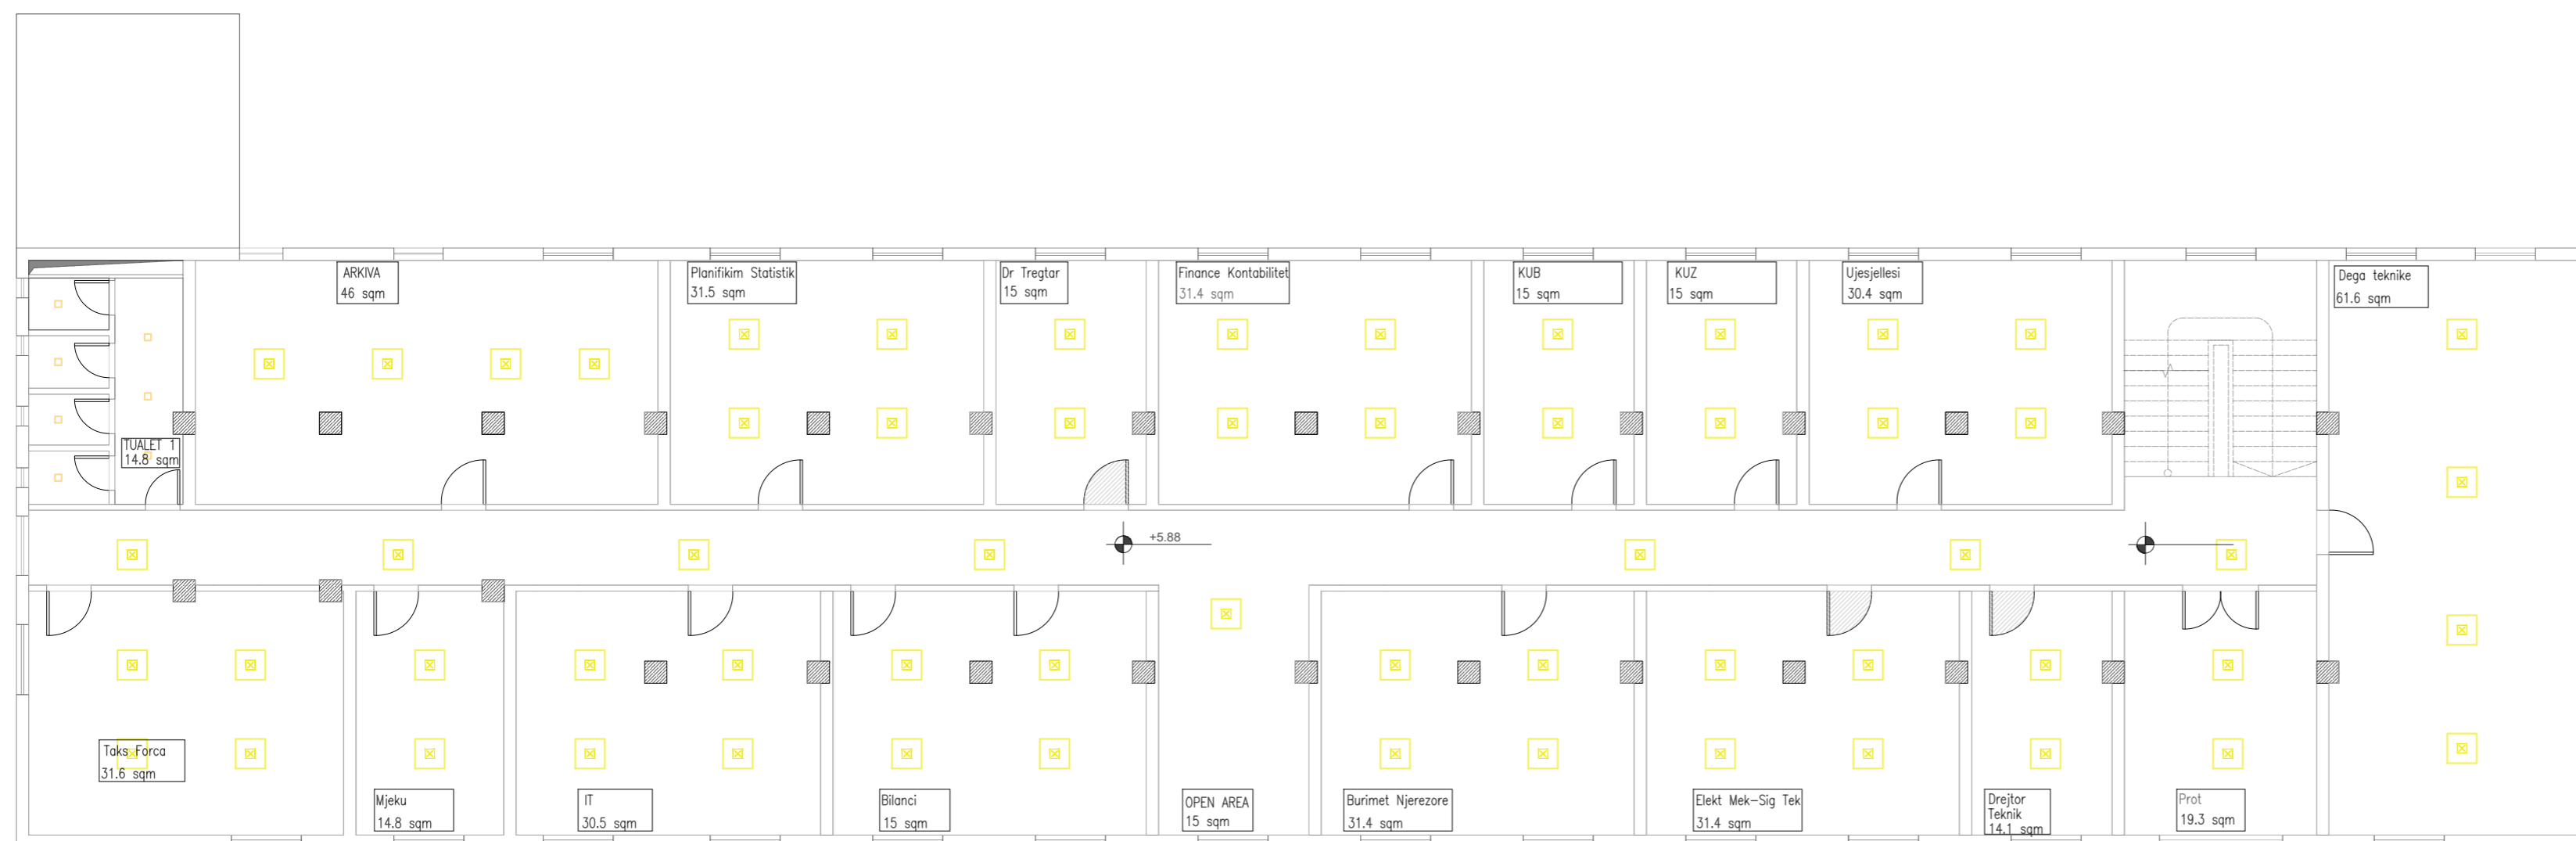 ARKIVA
46 sqm
Planifikim Statistik
31.5 sqm
Dr Tregtar
15 sqm
Finance Kontabilitet
31.4 sqm
KUB
15 sqm
KUZ
15 sqm
Ujesjellesi
30.4 sqm
Dega teknike
61.6 sqm
TUALET 1
14.8 sqm
+5.88
Taks Forca
31.6 sqm
Mjeku
14.8 sqm
IT
30.5 sqm
Bilanci
15 sqm
OPEN AREA
15 sqm
Burimet Njerezore
31.4 sqm
Elekt Mek-Sig Tek
31.4 sqm
Drejtor
Teknik
14.1 sqm
Prot
19.3 sqm